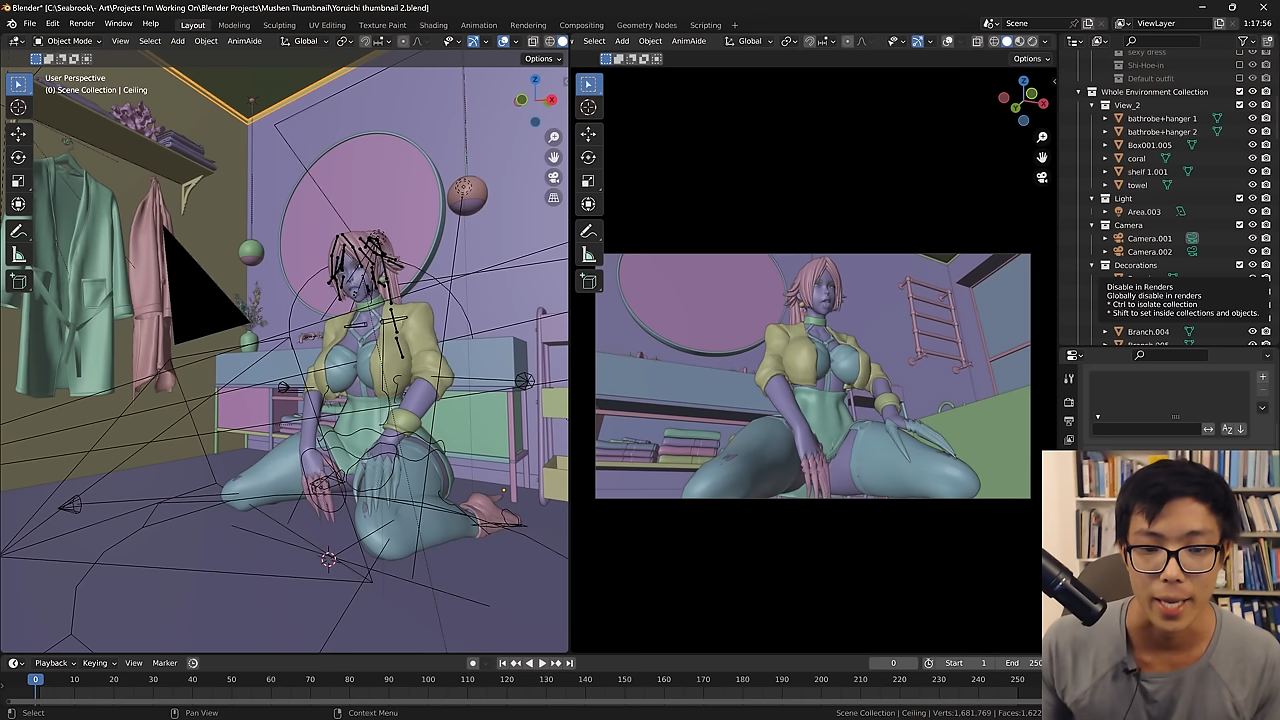 Blender* [C:\Seabrook\- Art\Projects I'm Working On\Blender Projects\Mushen Thumbnail\Yoruichi thumbnail 2.blend]
File Edit Render Window Help Layout Modeling Sculpting UV Editing Texture Paint Shading Animation Rendering Compositing Geometry Nodes Scripting + Scene ViewLayer 1:17:56
Object Mode View Select Add Object AnimAide Global
Select Add Object AnimAide Global
Options
Options
User Perspective
(0) Scene Collection | Ceiling
Z
X
Z
Y
X
sexy dress
Shi-Hoe-in
Default outfit
Whole Environment Collection
View_2
bathrobe+hanger 1
bathrobe+hanger 2
Box001.005
coral
shelf 1.001
towel
Light
Area.003
Camera
Camera.001
Camera.002
Decorations
Disable in Renders
Globally disable in renders
* Ctrl to isolate collection
* Shift to set inside collections and objects.
Branch.004
Playback Keying View Marker 0 Start 1 End 250
0 10 20 30 40 50 60 70 80 90 100 110 120 130 140 150 160 170 180 190 200 210 220 230 240 250
Select Pan View Context Menu Scene Collection | Ceiling | Verts:1,681,769 | Faces:1,622